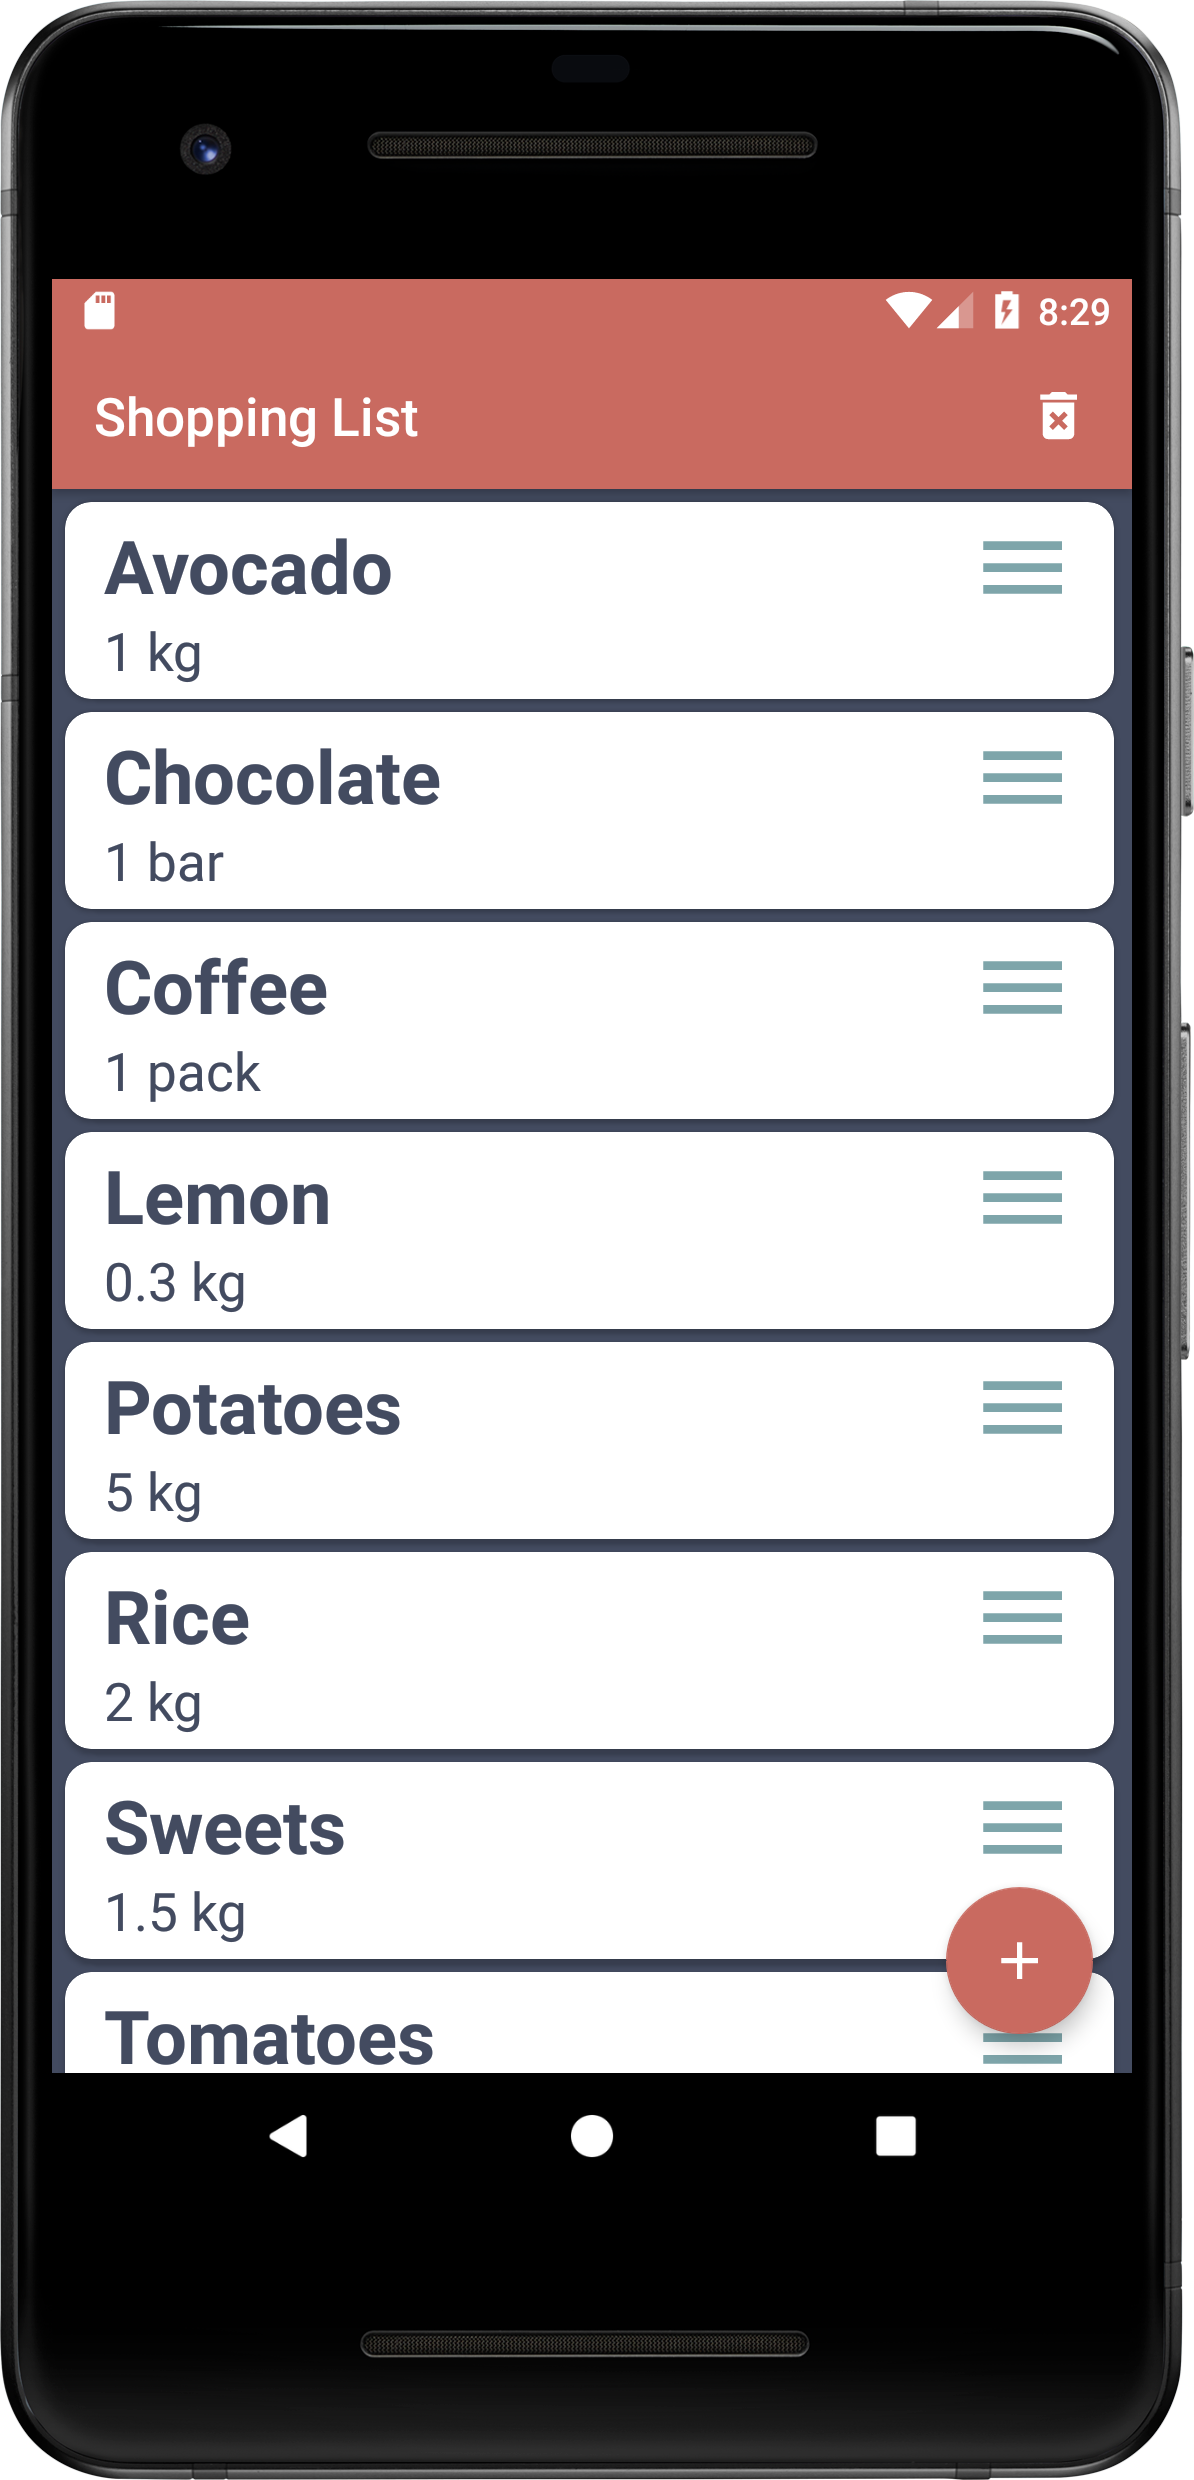 8:29
Shopping List
Avocado
1 kg
Chocolate
1 bar
Coffee
1 pack
Lemon
0.3 kg
Potatoes
5 kg
Rice
2 kg
Sweets
1.5 kg
+
Tomatoes